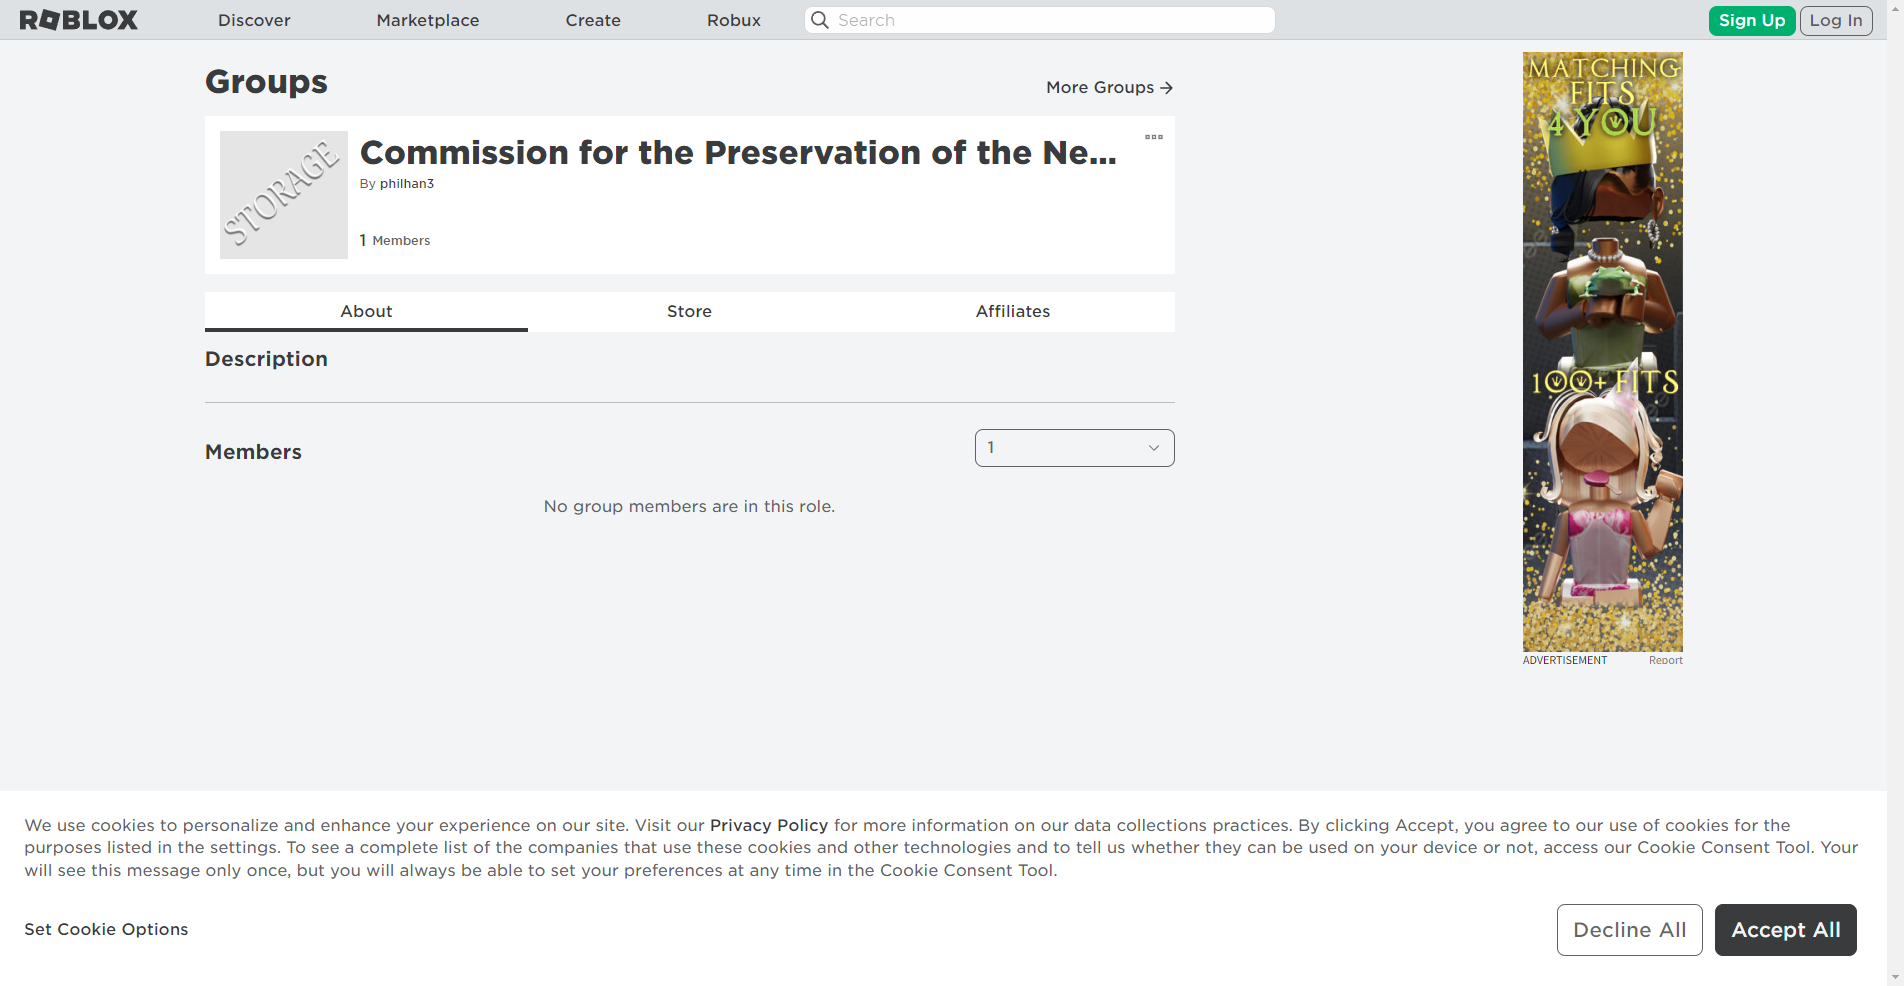 ROBLOX Discover Marketplace Create Robux Search Sign Up Log In
Groups
More Groups
STORAGE
Commission for the Preservation of the Ne...
By philhan3
1 Members
About Store Affiliates
Description
Members
1
No group members are in this role.
MATCHING
FITS
4 YOU
100+ FITS
ADVERTISEMENT Report
We use cookies to personalize and enhance your experience on our site. Visit our Privacy Policy for more information on our data collections practices. By clicking Accept, you agree to our use of cookies for the
purposes listed in the settings. To see a complete list of the companies that use these cookies and other technologies and to tell us whether they can be used on your device or not, access our Cookie Consent Tool. Your
will see this message only once, but you will always be able to set your preferences at any time in the Cookie Consent Tool.
Set Cookie Options
Decline All
Accept All